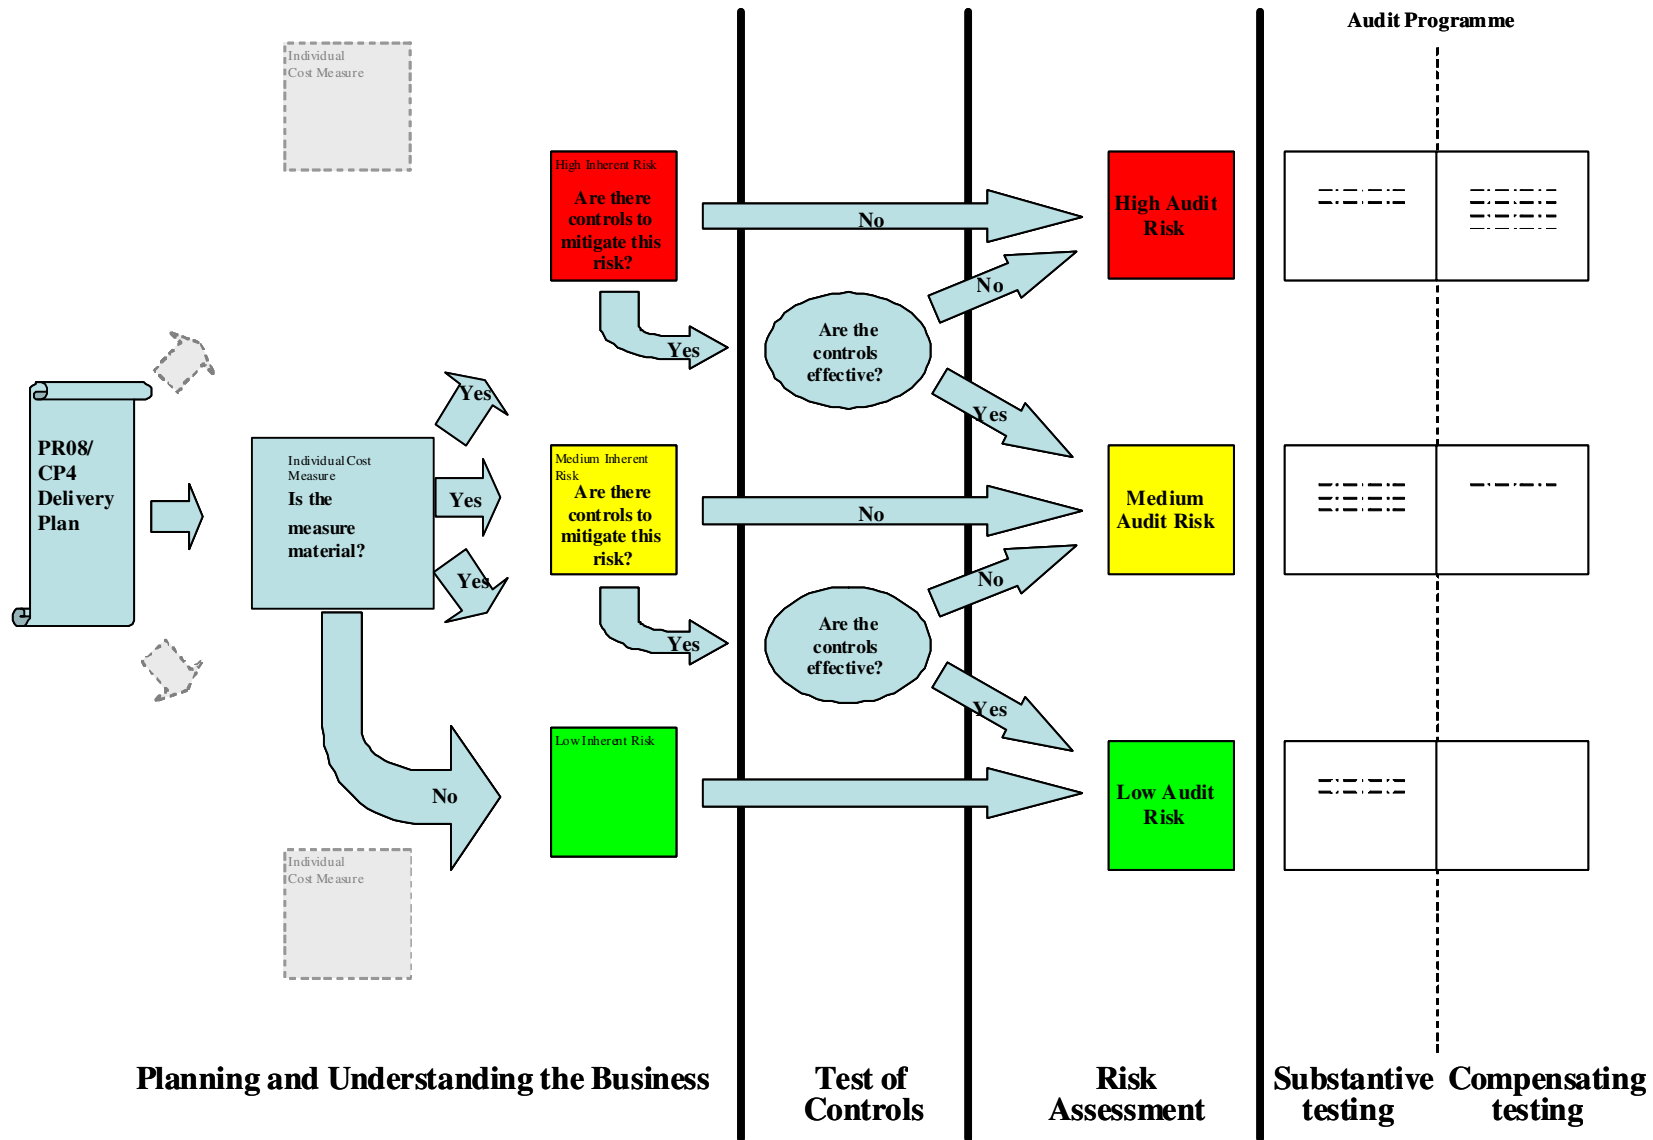 Audit Programme
Individual
Cost Measure
High Inherent Risk
Are there
controls to
mitigate this
risk?
No
High Audit
Risk
No
Yes
Are the
controls
effective?
Yes
PR08/
CP4
Delivery
Plan
Individual Cost
Measure
Is the
measure
material?
Yes
Yes
Yes
No
Medium Inherent
Risk
Are there
controls to
mitigate this
risk?
No
Medium
Audit Risk
No
Yes
Are the
controls
effective?
Yes
Low Inherent Risk
Low Audit
Risk
Individual
Cost Measure
Planning and Understanding the Business
Test of
Controls
Risk
Assessment
Substantive
testing
Compensating
testing